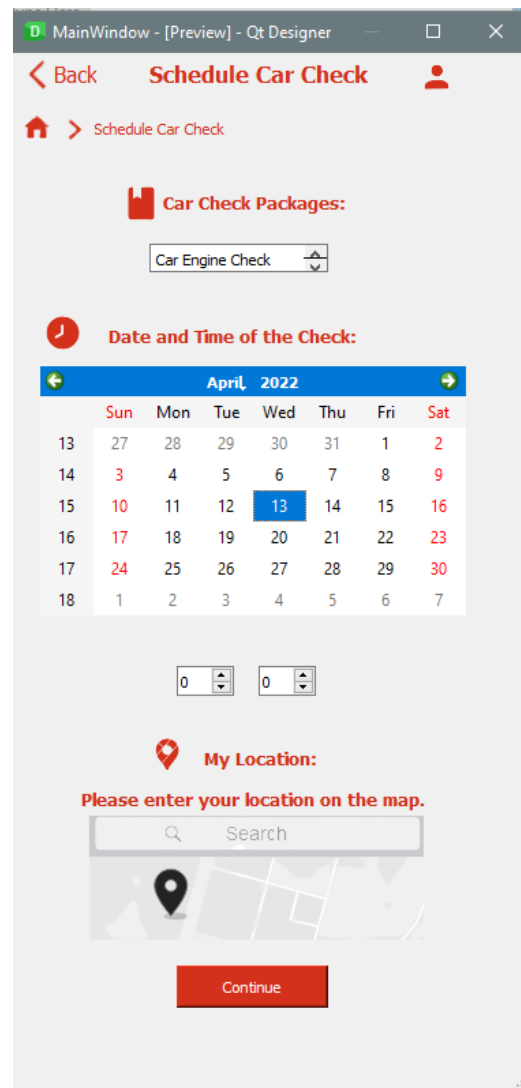 D MainWindow - [Preview] - Qt Designer
Back Schedule Car Check
Schedule Car Check
Car Check Packages:
Car Engine Check
Date and Time of the Check:
April, 2022
Sun Mon Tue Wed Thu Fri Sat
13 27 28 29 30 31 1 2
14 3 4 5 6 7 8 9
15 10 11 12 13 14 15 16
16 17 18 19 20 21 22 23
17 24 25 26 27 28 29 30
18 1 2 3 4 5 6 7
0 0
My Location:
Please enter your location on the map.
Search
Continue